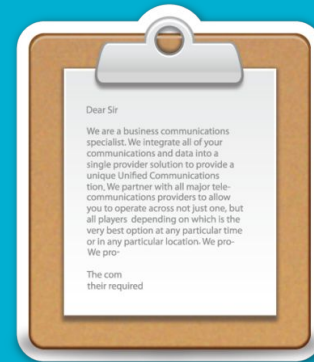 Dear Sir
We are a business communications
specialist. We integrate all of your
communications and data into a
single provider solution to provide a
unique Unified Communications
tion, We partner with all major tele-
communications providers to allow
you to operate across not just one, but
all players depending on which is the
very best option at any particular time
or in any particular location. We pro-
We pro-
The com
their required